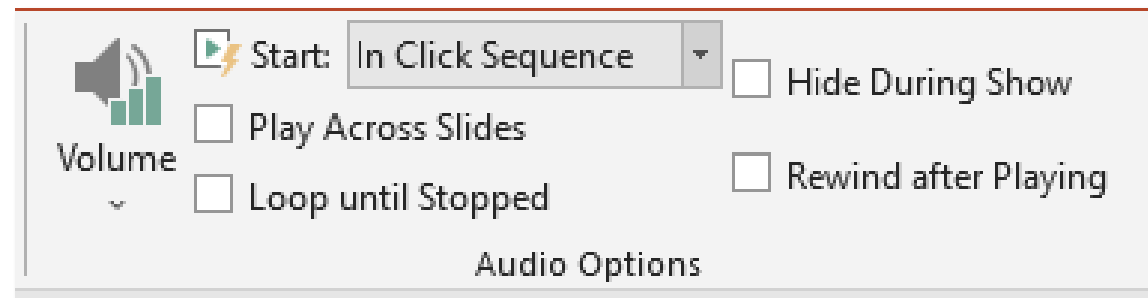 Start: In Click Sequence
Hide During Show
Play Across Slides
Volume
Rewind after Playing
Loop until Stopped
Audio Options